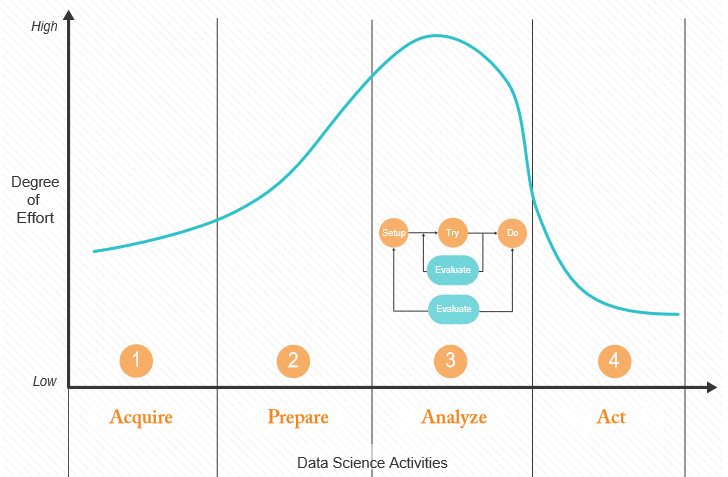 High
Degree
of
Effort
Setup
Try
Do
Evaluate
Evaluate
1
2
3
4
Low
Acquire
Prepare
Analyze
Act
Data Science Activities